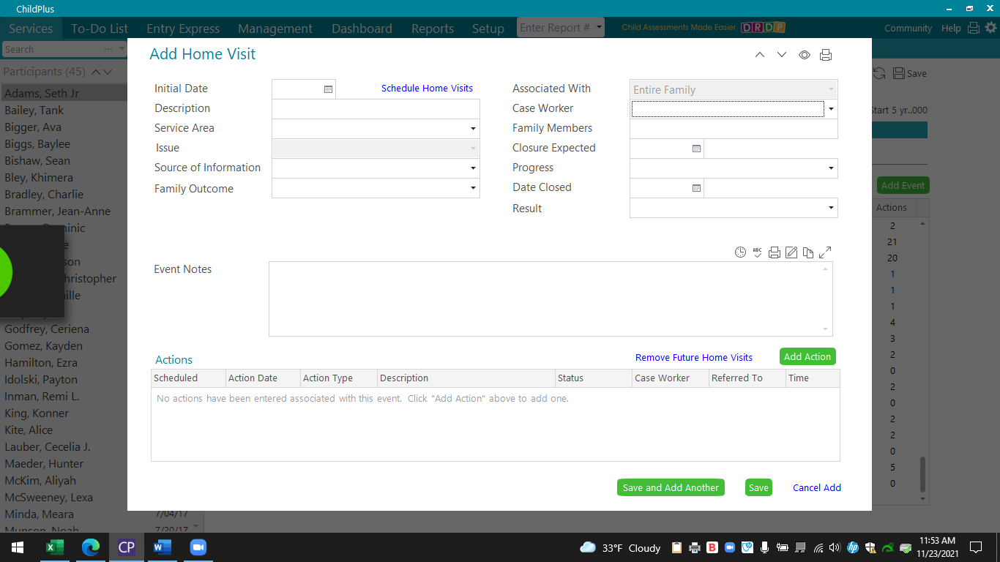 ChildPlus
Services To-Do List Entry Express Management Dashboard Reports Setup Enter Report # Child Assessments Made Easier DRDP Community Help
Search ...
Participants (45)
Save
Adams, Seth Jr
Bailey, Tank
Bigger, Ava
Biggs, Baylee
Bishaw, Sean
Bley, Khimera
Bradley, Charlie
Brammer, Jean-Anne
inic
e
son
hristopher
ille
Godfrey, Ceriena
Gomez, Kayden
Hamilton, Ezra
Idolski, Payton
Inman, Remi L.
King, Konner
Kite, Alice
Lauber, Cecelia J.
Maeder, Hunter
McKim, Aliyah
McSweeney, Lexa
Minda, Meara 7/04/17
Munson, Noah 7/20/17
Add Home Visit
Initial Date Schedule Home Visits
Description
Service Area
Issue
Source of Information
Family Outcome
Associated With Entire Family
Case Worker
Family Members
Closure Expected
Progress
Date Closed
Result
ABC
Event Notes
Actions Remove Future Home Visits Add Action
Scheduled Action Date Action Type Description Status Case Worker Referred To Time
No actions have been entered associated with this event. Click "Add Action" above to add one.
Save and Add Another Save Cancel Add
Start 5 yr..000
Add Event
Actions
2
21
20
1
1
1
4
3
2
0
2
0
2
2
0
5
0
CP 33°F Cloudy 11:53 AM
11/23/2021